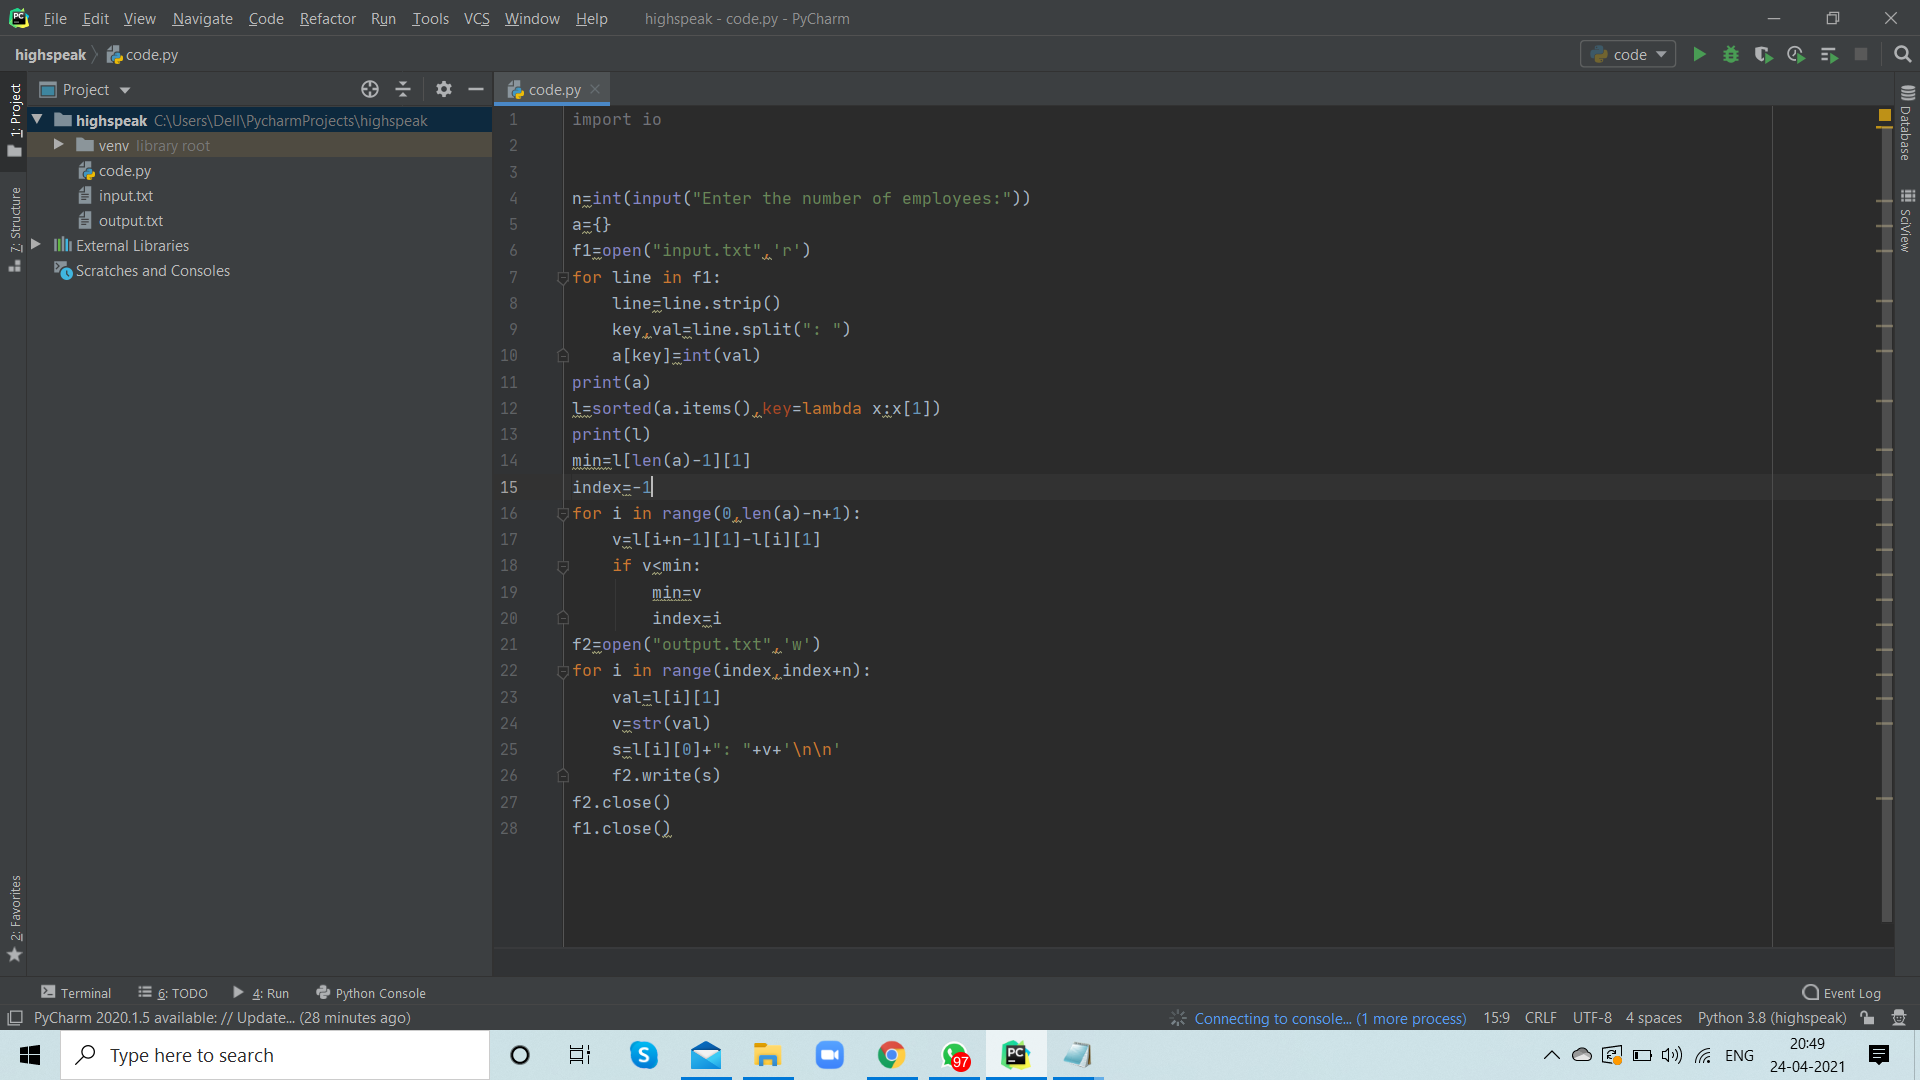 File Edit View Navigate Code Refactor Run Tools VCS Window Help highspeak - code.py - PyCharm
highspeak code.py code
Project code.py
1: Project
7: Structure
2: Favorites
Database
SciView
highspeak C:\Users\Dell\PycharmProjects\highspeak
venv library root
code.py
input.txt
output.txt
External Libraries
Scratches and Consoles
1 import io
2
3
4 n=int(input("Enter the number of employees:"))
5 a={}
6 f1=open("input.txt",'r')
7 for line in f1:
8     line=line.strip()
9     key,val=line.split(": ")
10     a[key]=int(val)
11 print(a)
12 l=sorted(a.items(),key=lambda x:x[1])
13 print(l)
14 min=l[len(a)-1][1]
15 index=-1
16 for i in range(0,len(a)-n+1):
17     v=l[i+n-1][1]-l[i][1]
18     if v<min:
19         min=v
20         index=i
21 f2=open("output.txt",'w')
22 for i in range(index,index+n):
23     val=l[i][1]
24     v=str(val)
25     s=l[i][0]+": "+v+'\n\n'
26     f2.write(s)
27 f2.close()
28 f1.close()
Terminal 6: TODO 4: Run Python Console Event Log
PyCharm 2020.1.5 available: // Update... (28 minutes ago) Connecting to console... (1 more process) 15:9 CRLF UTF-8 4 spaces Python 3.8 (highspeak)
Type here to search 97 PC ENG 20:49
24-04-2021